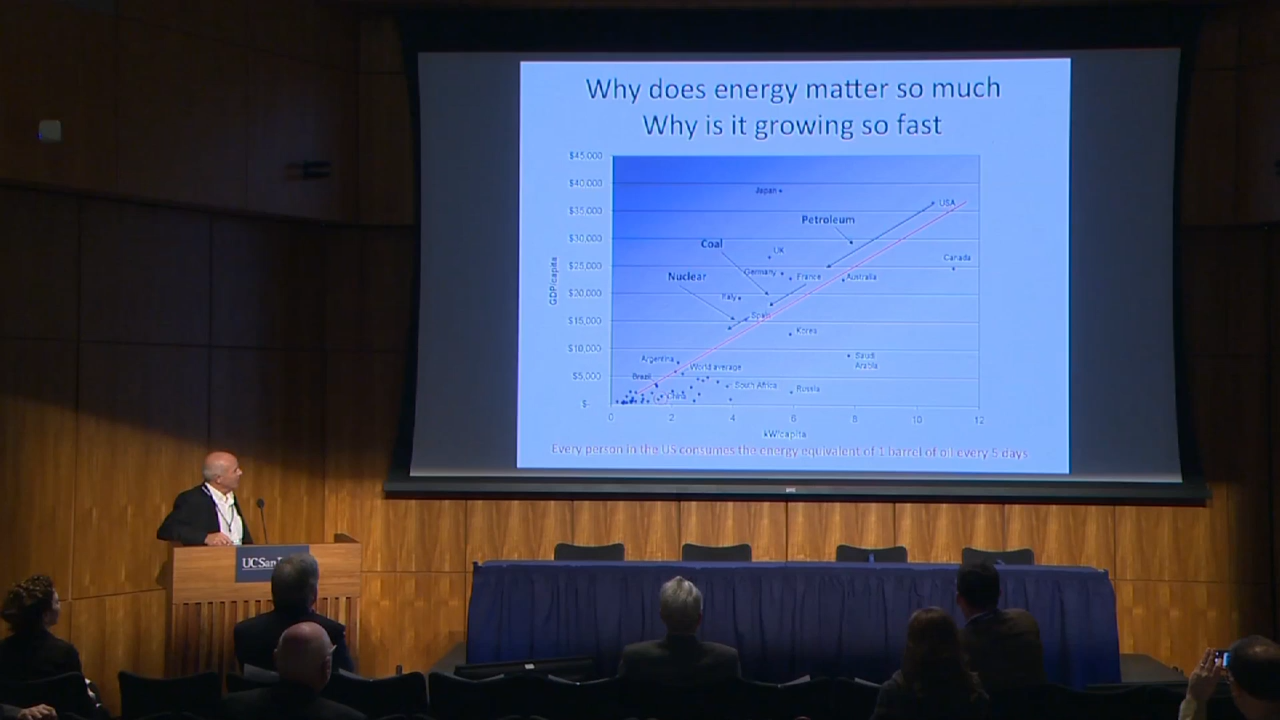 Why does energy matter so much
Why is it growing so fast
$45,000
$40,000
$35,000
$30,000
$25,000
$20,000
$15,000
$10,000
$5,000
$-
GDP/capita
Japan
USA
Petroleum
Coal
UK
Canada
Nuclear
Germany
France
Australia
Italy
Spain
Korea
Argentina
World average
Saudi
Arabia
Brazil
South Africa
Russia
China
0 2 4 6 8 10 12
kW/capita
Every person in the US consumes the energy equivalent of 1 barrel of oil every 5 days
UC San